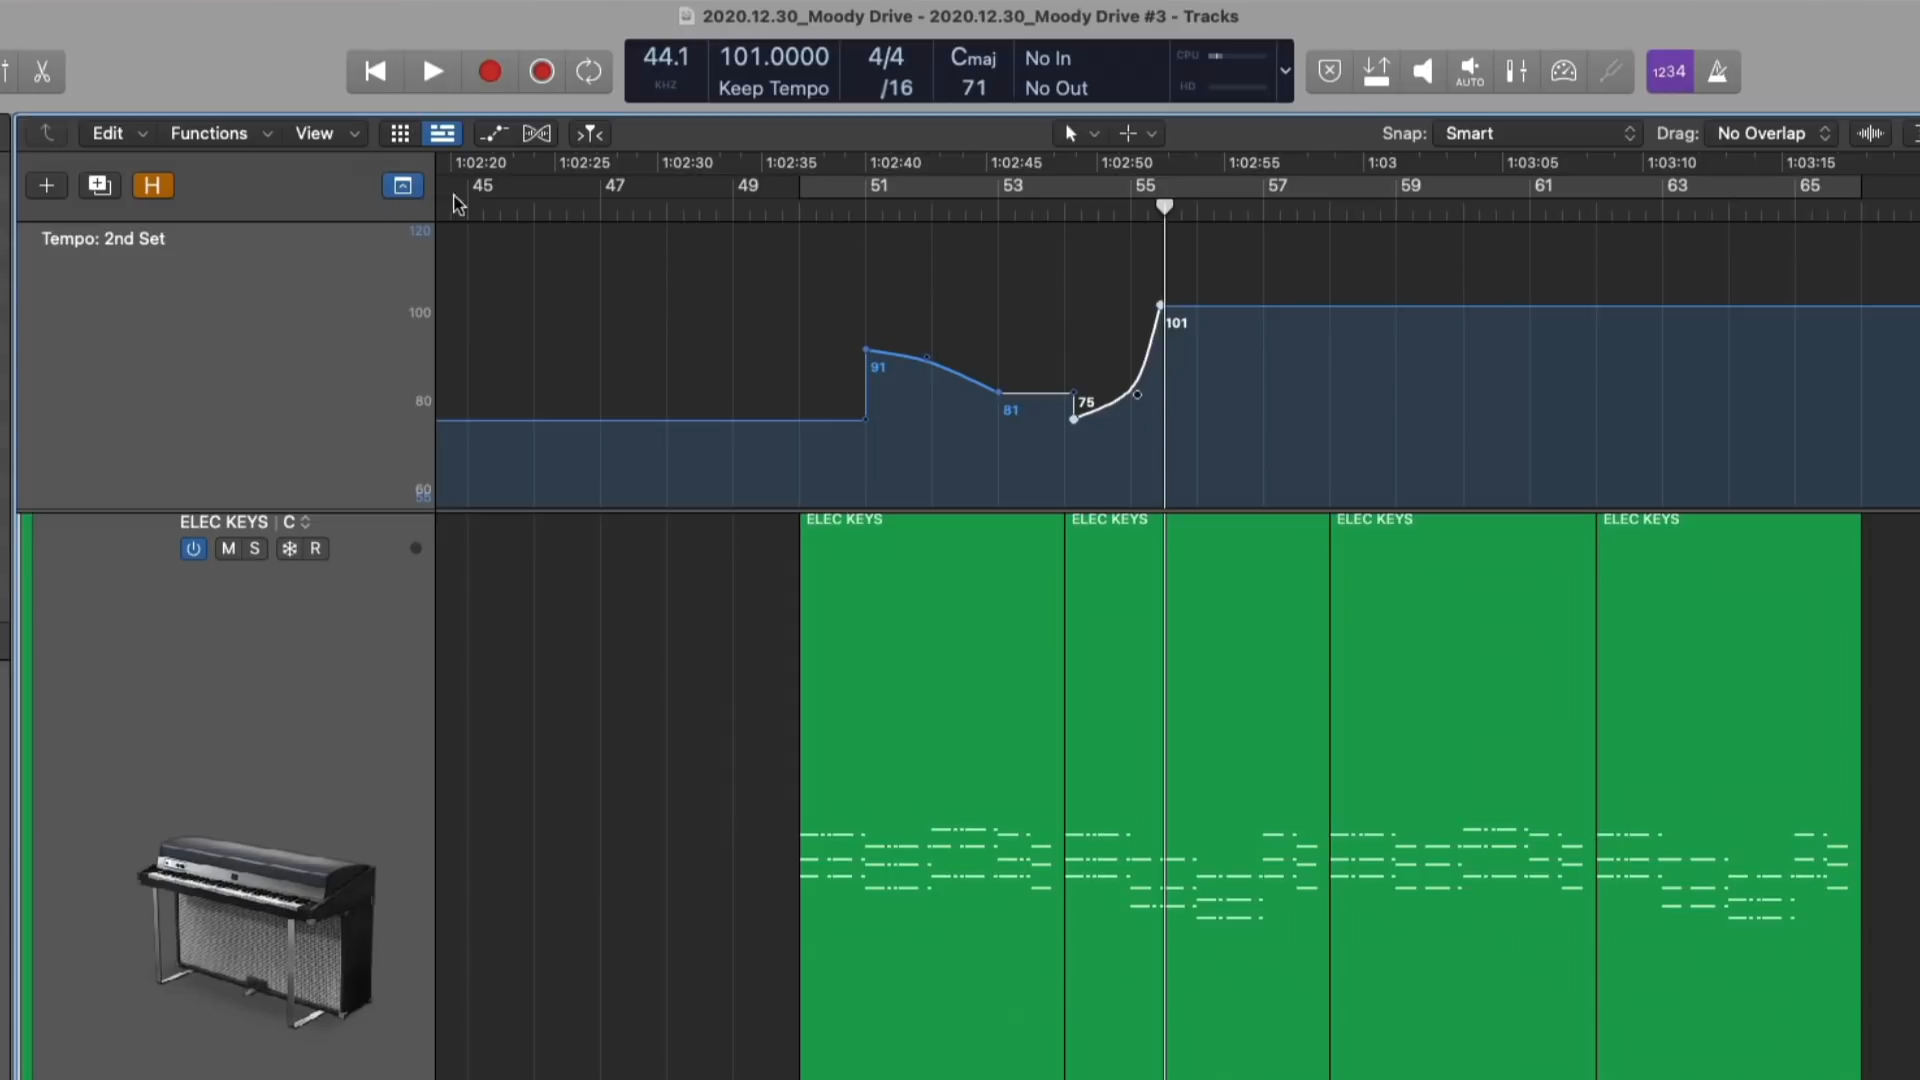 2020.12.30_Moody Drive - 2020.12.30_Moody Drive #3 - Tracks
44.1 101.0000 4/4 Cmaj No In CPU
KHZ Keep Tempo /16 71 No Out HD
AUTO 1234
Edit Functions View Snap: Smart Drag: No Overlap
1:02:20 1:02:25 1:02:30 1:02:35 1:02:40 1:02:45 1:02:50 1:02:55 1:03 1:03:05 1:03:10 1:03:15
H 45 47 49 51 53 55 57 59 61 63 65
Tempo: 2nd Set 120
100
101
91
80 81 75
60
55
ELEC KEYS C ELEC KEYS ELEC KEYS ELEC KEYS ELEC KEYS
M S R